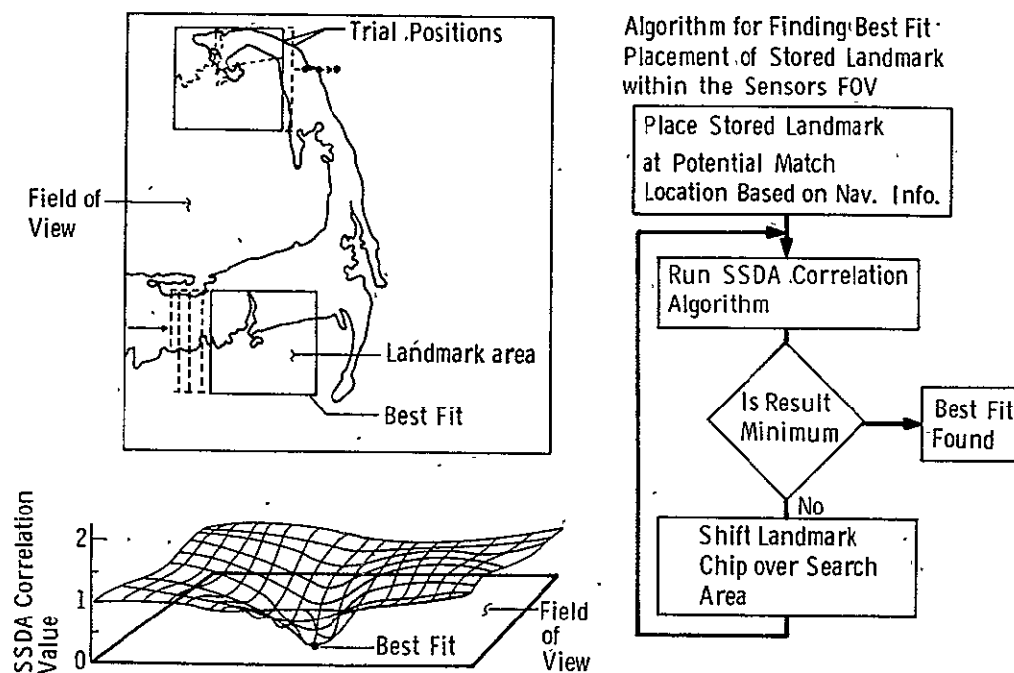 Trial Positions
Field of
View
Landmark area
Best Fit
SSDA Correlation
Value
2
1
0
Best Fit
Field
of
View
Algorithm for Finding Best Fit
Placement of Stored Landmark
within the Sensors FOV
Place Stored Landmark
at Potential Match
Location Based on Nav. Info.
Run SSDA Correlation
Algorithm
Is Result
Minimum
Best Fit
Found
No
Shift Landmark
Chip over Search
Area